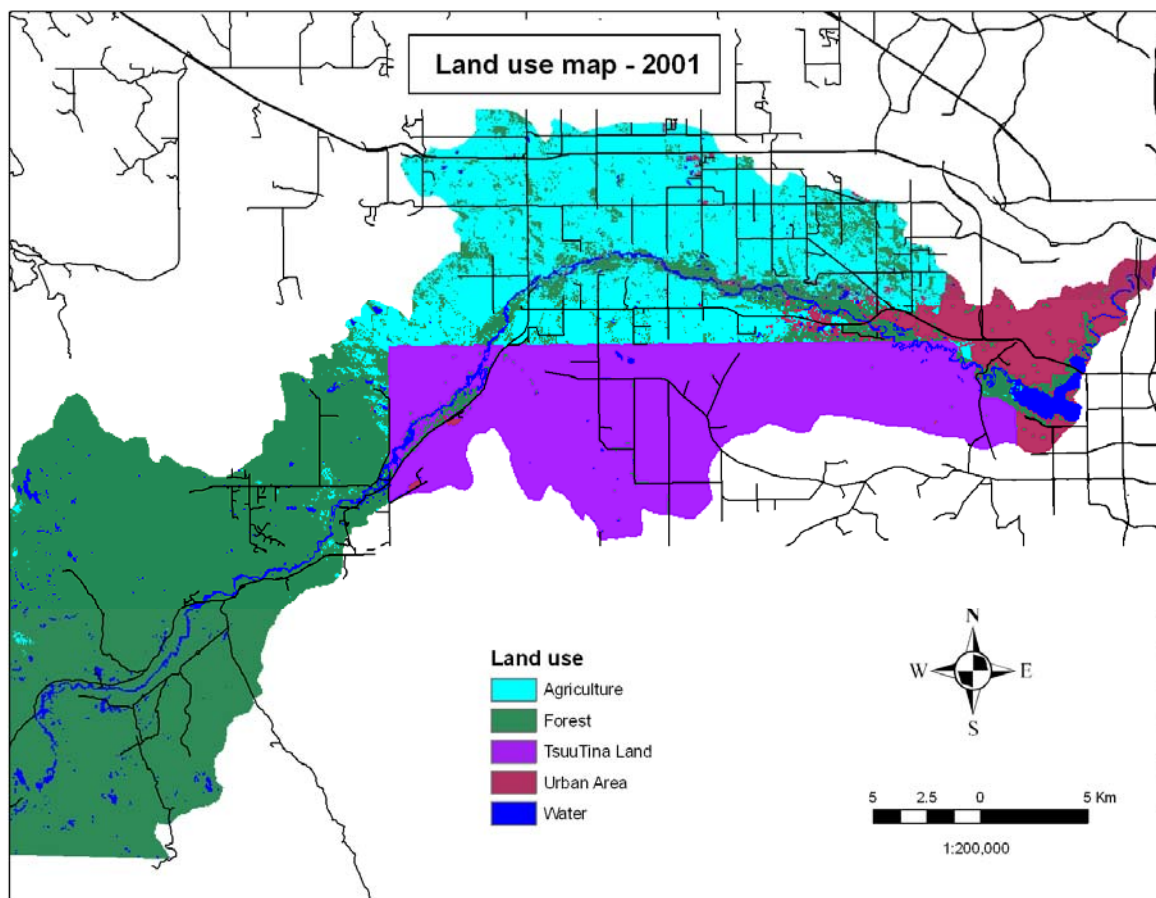 Land use map - 2001
N
W
E
S
Land use
Agriculture
Forest
TsuuTina Land
Urban Area
Water
5 2.5 0 5 Km
1:200,000